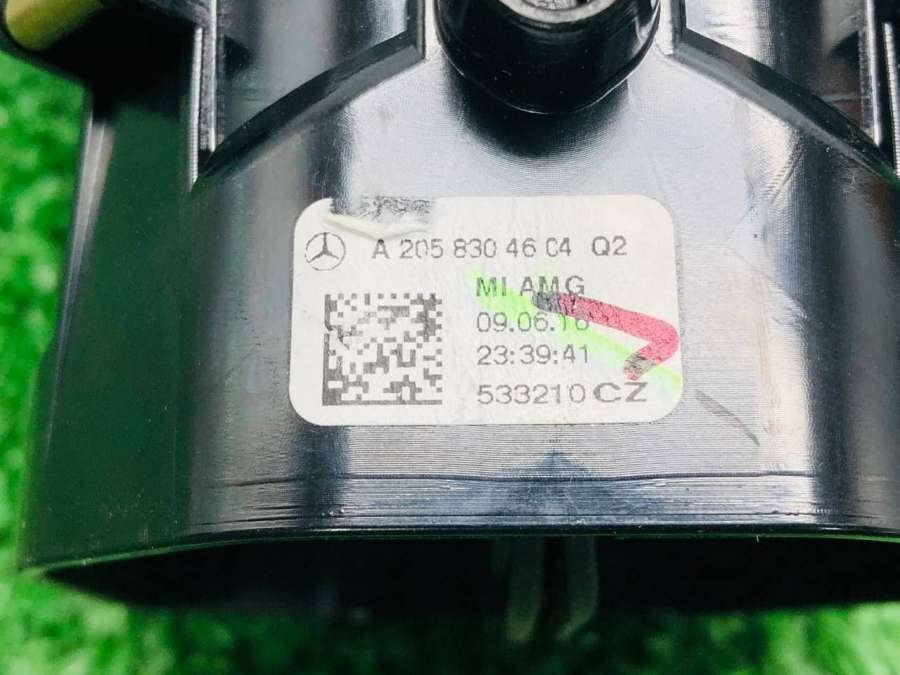 A 205 830 46 04 Q2
MI AMG
09.06.16
23:39:41
533210 CZ